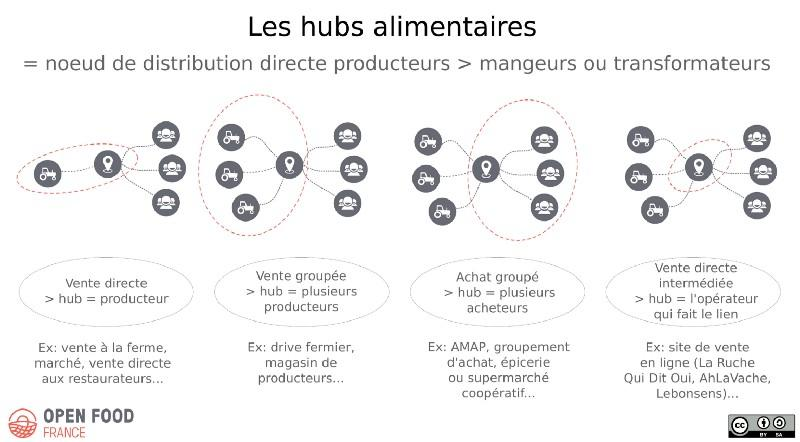 Les hubs alimentaires
= noeud de distribution directe producteurs > mangeurs ou transformateurs
Vente directe
> hub = producteur
Vente groupée
> hub = plusieurs
producteurs
Achat groupé
> hub = plusieurs
acheteurs
Vente directe
intermédiée
> hub = l'opérateur
qui fait le lien
Ex: vente à la ferme,
marché, vente directe
aux restaurateurs...
Ex: drive fermier,
magasin de
producteurs...
Ex: AMAP, groupement
d'achat, épicerie
ou supermarché
coopératif...
Ex: site de vente
en ligne (La Ruche
Qui Dit Oui, AhLaVache,
Lebonsens)...
OPEN FOOD
FRANCE
cc
BY SA